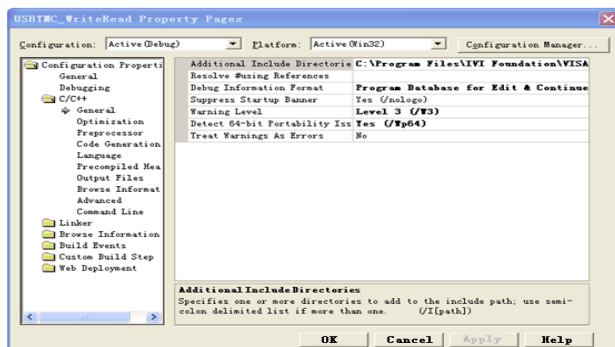 USBTMC_WriteRead Property Pages
Configuration: Active(Debug) Platform: Active(Win32) Configuration Manager...
Configuration Properti
General
Debugging
C/C++
General
Optimization
Preprocessor
Code Generation
Language
Precompiled Hea
Output Files
Browse Informat
Advanced
Command Line
Linker
Browse Information
Build Events
Custom Build Step
Web Deployment
Additional Include Directorie C:\Program Files\IVI Foundation\VISA
Resolve #using References
Debug Information Format Program Database for Edit & Continue
Suppress Startup Banner Yes (/nologo)
Warning Level Level 3 (/W3)
Detect 64-bit Portability Iss Yes (/Wp64)
Treat Warnings As Errors No
Additional Include Directories
Specifies one or more directories to add to the include path; use semi-
colon delimited list if more than one. (/I[path])
OK Cancel Apply Help